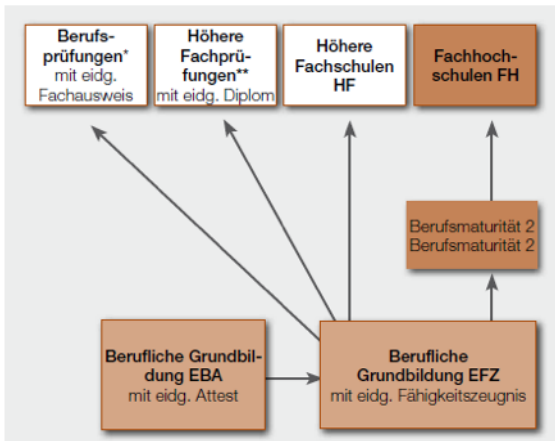 Berufs-
prüfungen*
mit eidg.
Fachausweis
Höhere
Fachprü-
fungen**
mit eidg. Diplom
Höhere
Fachschulen
HF
Fachhoch-
schulen FH
Berufsmaturität 2
Berufsmaturität 2
Berufliche Grundbil-
dung EBA
mit eidg. Attest
Berufliche
Grundbildung EFZ
mit eidg. Fähigkeitszeugnis